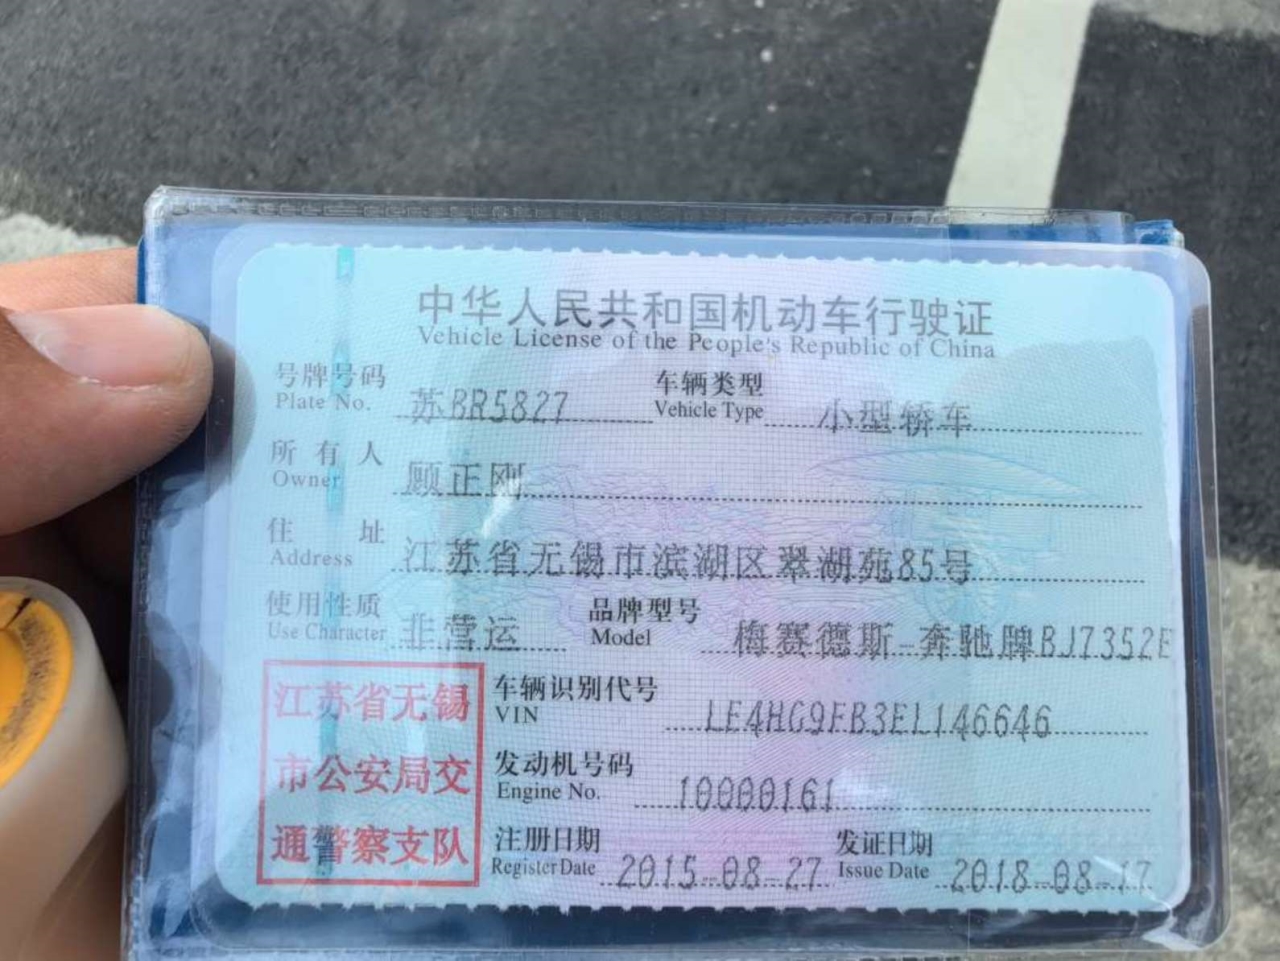 中华人民共和国机动车行驶证
Vehicle License of the People's Republic of China
号牌号码 苏BR5827 车辆类型 小型轿车
Plate No. Vehicle Type
所有人 顾正刚
Owner
住址 江苏省无锡市滨湖区翠湖苑85号
Address
使用性质 非营运 品牌型号 梅赛德斯-奔驰牌BJ7352E
Use Character Model
江苏省无锡
市公安局交
通警察支队
车辆识别代号 LE4HG9FB3EL146646
VIN
发动机号码 10000161
Engine No.
注册日期 2015-08-27 发证日期 2018-08-17
Register Date Issue Date